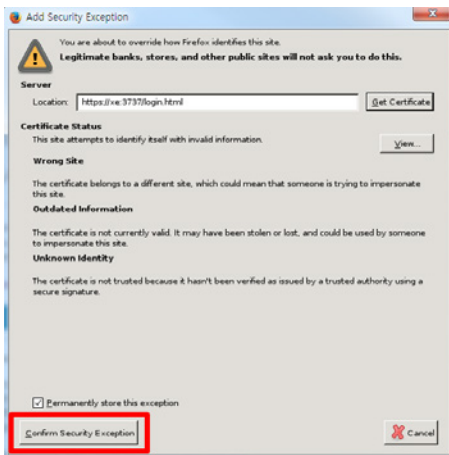 Add Security Exception
You are about to override how Firefox identifies this site.
Legitimate banks, stores, and other public sites will not ask you to do this.
Server
Location: https://xe:3737/login.html Get Certificate
Certificate Status
This site attempts to identify itself with invalid information. View...
Wrong Site
The certificate belongs to a different site, which could mean that someone is trying to impersonate
this site.
Outdated Information
The certificate is not currently valid. It may have been stolen or lost, and could be used by someone
to impersonate this site.
Unknown Identity
The certificate is not trusted because it hasn't been verified as issued by a trusted authority using a
secure signature.
Permanently store this exception
Confirm Security Exception Cancel